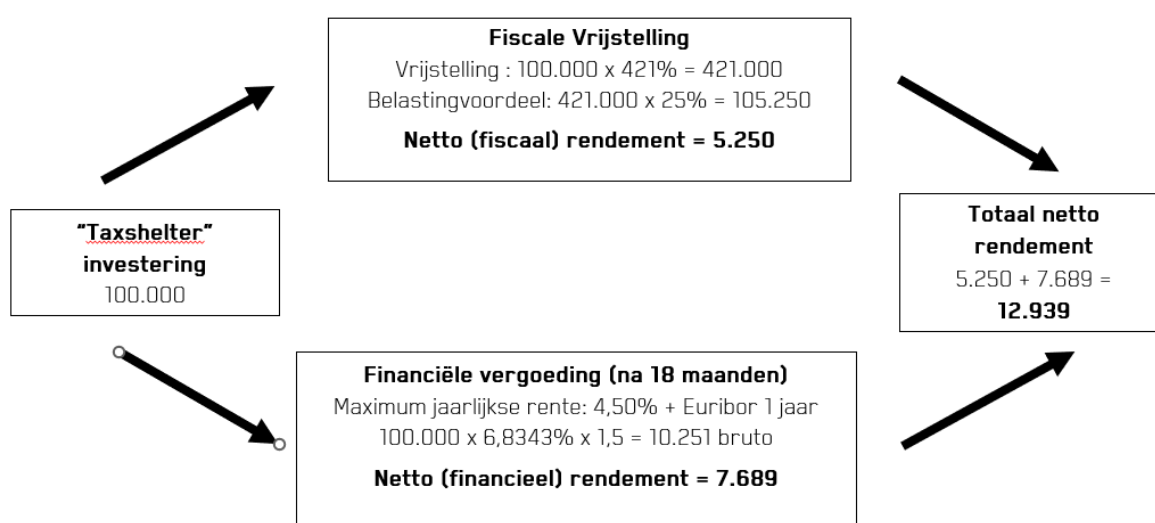 Fiscale Vrijstelling
Vrijstelling : 100.000 x 421% = 421.000
Belastingvoordeel: 421.000 x 25% = 105.250
Netto (fiscaal) rendement = 5.250
“Taxshelter”
investering
100.000
Financiële vergoeding (na 18 maanden)
Maximum jaarlijkse rente: 4,50% + Euribor 1 jaar
100.000 x 6,8343% x 1,5 = 10.251 bruto
Netto (financieel) rendement = 7.689
Totaal netto
rendement
5.250 + 7.689 =
12.939